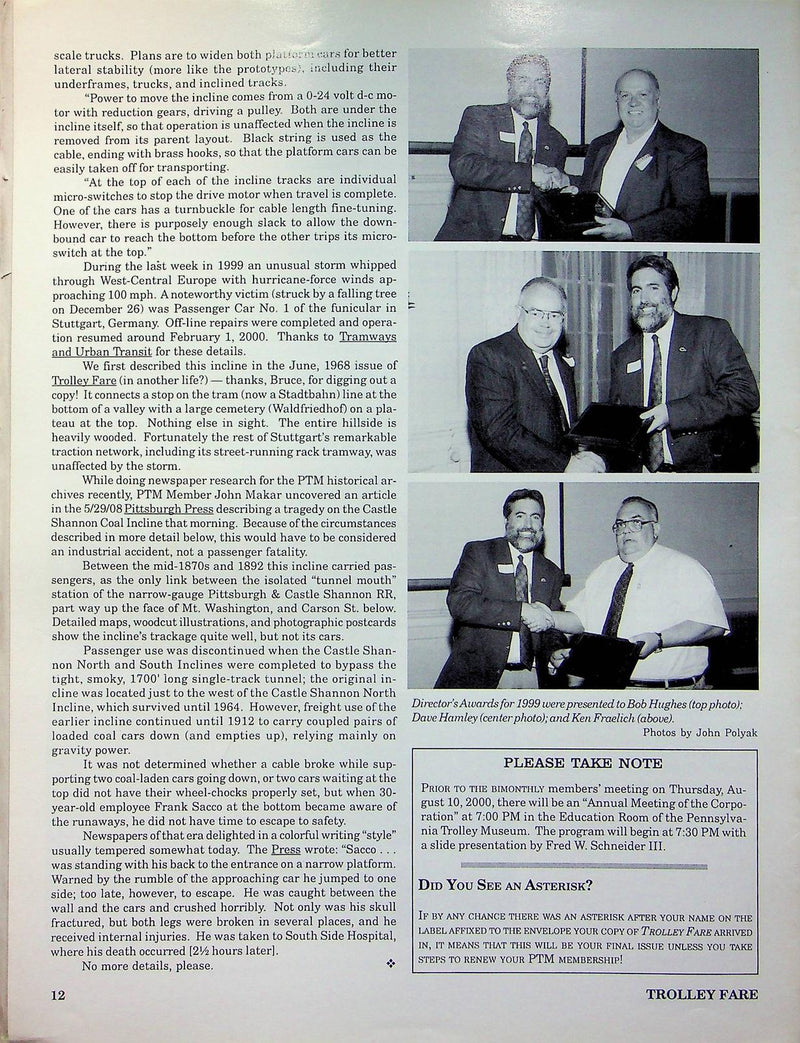 scale trucks. Plans are to widen both platform cars for better
lateral stability (more like the prototypes), including their
underframes, trucks, and inclined tracks.
"Power to move the incline comes from a 0-24 volt d-c mo-
tor with reduction gears, driving a pulley. Both are under the
incline itself, so that operation is unaffected when the incline is
removed from its parent layout. Black string is used as the
cable, ending with brass hooks, so that the platform cars can be
easily taken off for transporting.
"At the top of each of the incline tracks are individual
micro-switches to stop the drive motor when travel is complete.
One of the cars has a turnbuckle for cable length fine-tuning.
However, there is purposely enough slack to allow the down-
bound car to reach the bottom before the other trips its micro-
switch at the top."
During the last week in 1999 an unusual storm whipped
through West-Central Europe with hurricane-force winds ap-
proaching 100 mph. A noteworthy victim (struck by a falling tree
on December 26) was Passenger Car No. 1 of the funicular in
Stuttgart, Germany. Off-line repairs were completed and opera-
tion resumed around February 1, 2000. Thanks to Tramways
and Urban Transit for these details.
We first described this incline in the June, 1968 issue of
Trolley Fare (in another life?) — thanks, Bruce, for digging out a
copy! It connects a stop on the tram (now a Stadtbahn) line at the
bottom of a valley with a large cemetery (Waldfriedhof) on a pla-
teau at the top. Nothing else in sight. The entire hillside is
heavily wooded. Fortunately the rest of Stuttgart's remarkable
traction network, including its street-running rack tramway, was
unaffected by the storm.
While doing newspaper research for the PTM historical ar-
chives recently, PTM Member John Makar uncovered an article
in the 5/29/08 Pittsburgh Press describing a tragedy on the Castle
Shannon Coal Incline that morning. Because of the circumstances
described in more detail below, this would have to be considered
an industrial accident, not a passenger fatality.
Between the mid-1870s and 1892 this incline carried pas-
sengers, as the only link between the isolated "tunnel mouth"
station of the narrow-gauge Pittsburgh & Castle Shannon RR,
part way up the face of Mt. Washington, and Carson St. below.
Detailed maps, woodcut illustrations, and photographic postcards
show the incline's trackage quite well, but not its cars.
Passenger use was discontinued when the Castle Shan-
non North and South Inclines were completed to bypass the
tight, smoky, 1700' long single-track tunnel; the original in-
cline was located just to the west of the Castle Shannon North
Incline, which survived until 1964. However, freight use of the
earlier incline continued until 1912 to carry coupled pairs of
loaded coal cars down (and empties up), relying mainly on
gravity power.
It was not determined whether a cable broke while sup-
porting two coal-laden cars going down, or two cars waiting at the
top did not have their wheel-chocks properly set, but when 30-
year-old employee Frank Sacco at the bottom became aware of
the runaways, he did not have time to escape to safety.
Newspapers of that era delighted in a colorful writing "style"
usually tempered somewhat today. The Press wrote: "Sacco . . .
was standing with his back to the entrance on a narrow platform.
Warned by the rumble of the approaching car he jumped to one
side; too late, however, to escape. He was caught between the
wall and the cars and crushed horribly. Not only was his skull
fractured, but both legs were broken in several places, and he
received internal injuries. He was taken to South Side Hospital,
where his death occurred [2½ hours later].
No more details, please. ❖
Director's Awards for 1999 were presented to Bob Hughes (top photo);
Dave Hamley (center photo); and Ken Fraelich (above).
Photos by John Polyak
PLEASE TAKE NOTE
PRIOR TO THE BIMONTHLY members' meeting on Thursday, Au-
gust 10, 2000, there will be an "Annual Meeting of the Corpo-
ration" at 7:00 PM in the Education Room of the Pennsylva-
nia Trolley Museum. The program will begin at 7:30 PM with
a slide presentation by Fred W. Schneider III.
DID YOU SEE AN ASTERISK?
IF BY ANY CHANCE THERE WAS AN ASTERISK AFTER YOUR NAME ON THE
LABEL AFFIXED TO THE ENVELOPE YOUR COPY OF TROLLEY FARE ARRIVED
IN, IT MEANS THAT THIS WILL BE YOUR FINAL ISSUE UNLESS YOU TAKE
STEPS TO RENEW YOUR PTM MEMBERSHIP!
12
TROLLEY FARE